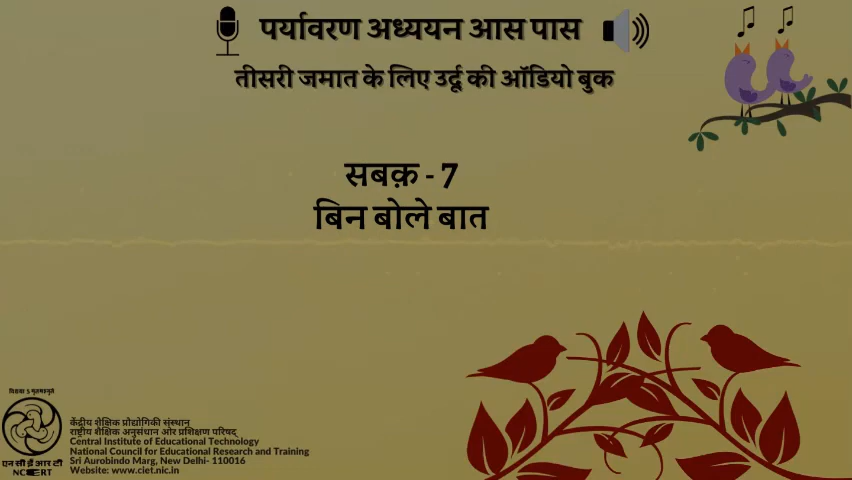 पर्यावरण अध्ययन आस पास
तीसरी जमात के लिए उर्दू की ऑडियो बुक
सबक़ - 7
बिन बोले बात
एन सी ई आर टी
NCERT
केंद्रीय शैक्षिक प्रौद्योगिकी संस्थान
राष्ट्रीय शैक्षिक अनुसंधान और प्रशिक्षण परिषद्
Central Institute of Educational Technology
National Council for Educational Research and Training
Sri Aurobindo Marg, New Delhi- 110016
Website: www.ciet.nic.in